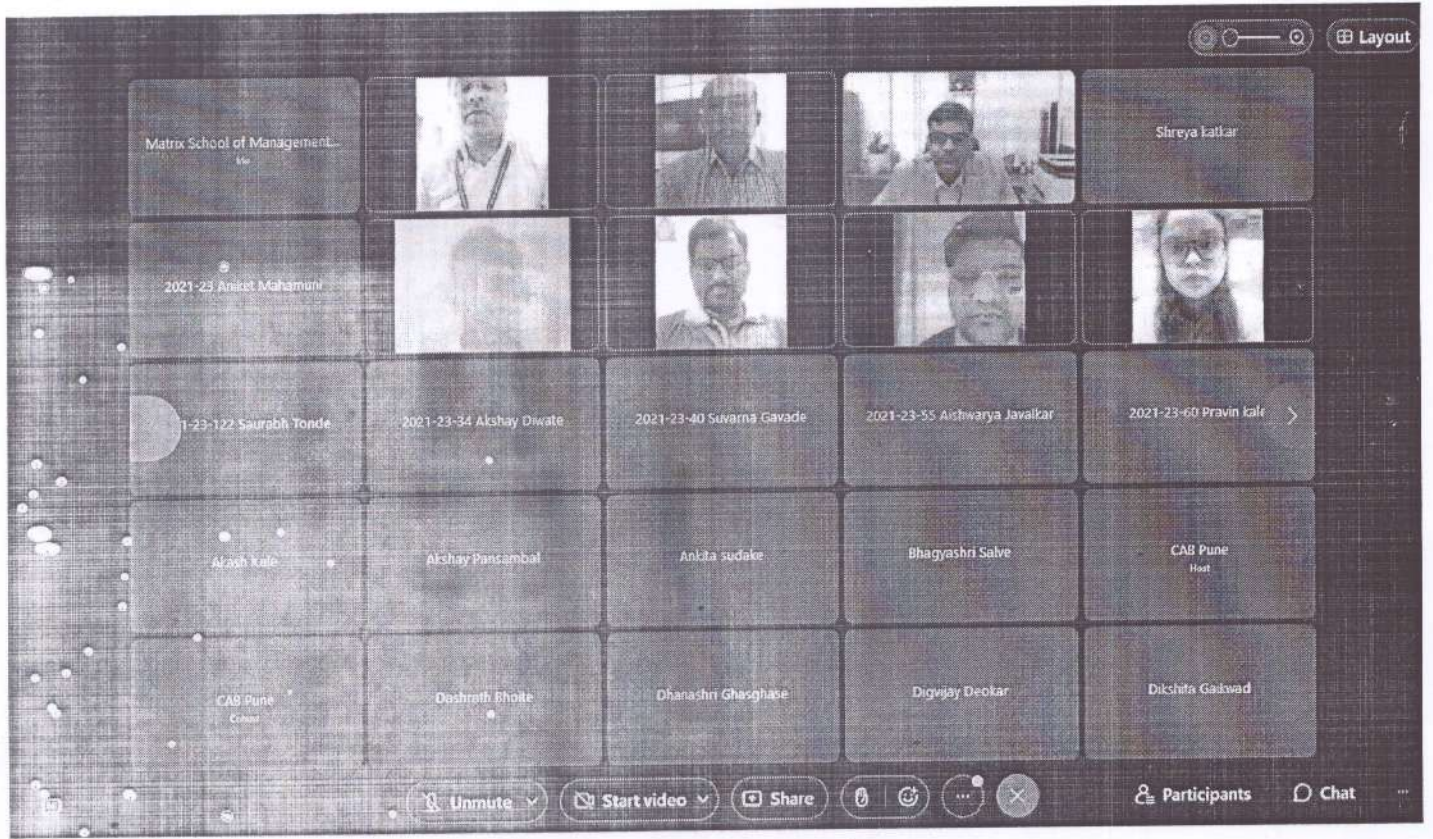 Layout
Matrix School of Management...
Me
Shreya katkar
2021-23 Aniket Mahamuni
1-23-122 Saurabh Tonde
2021-23-34 Akshay Diwate
2021-23-40 Suvarna Gavade
2021-23-55 Aishwarya Javalkar
2021-23-60 Pravin kale
Akash Kale
Akshay Pansambal
Ankita sudake
Bhagyashri Salve
CAB Pune
Host
CAB Pune
Cohost
Dashrath Bhoite
Dhanashri Ghasghase
Digvijay Deokar
Dikshita Gaikwad
Unmute
Start video
Share
Participants
Chat